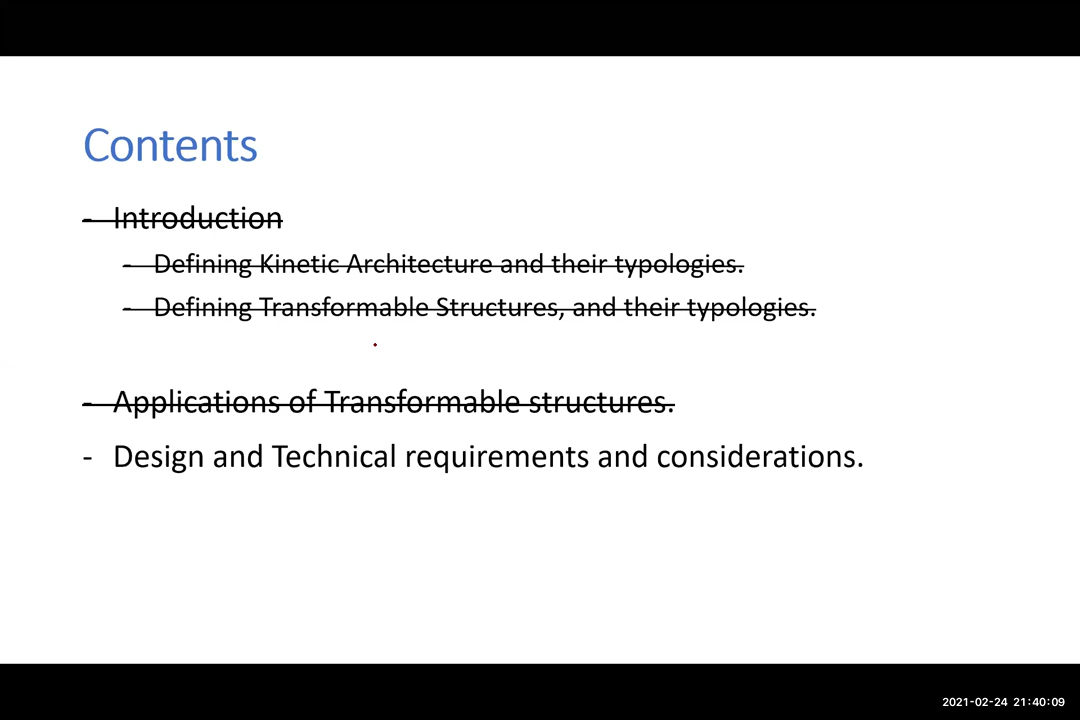 Contents
- Introduction
- Defining Kinetic Architecture and their typologies.
- Defining Transformable Structures, and their typologies.
- Applications of Transformable structures.
- Design and Technical requirements and considerations.
2021-02-24 21:40:09